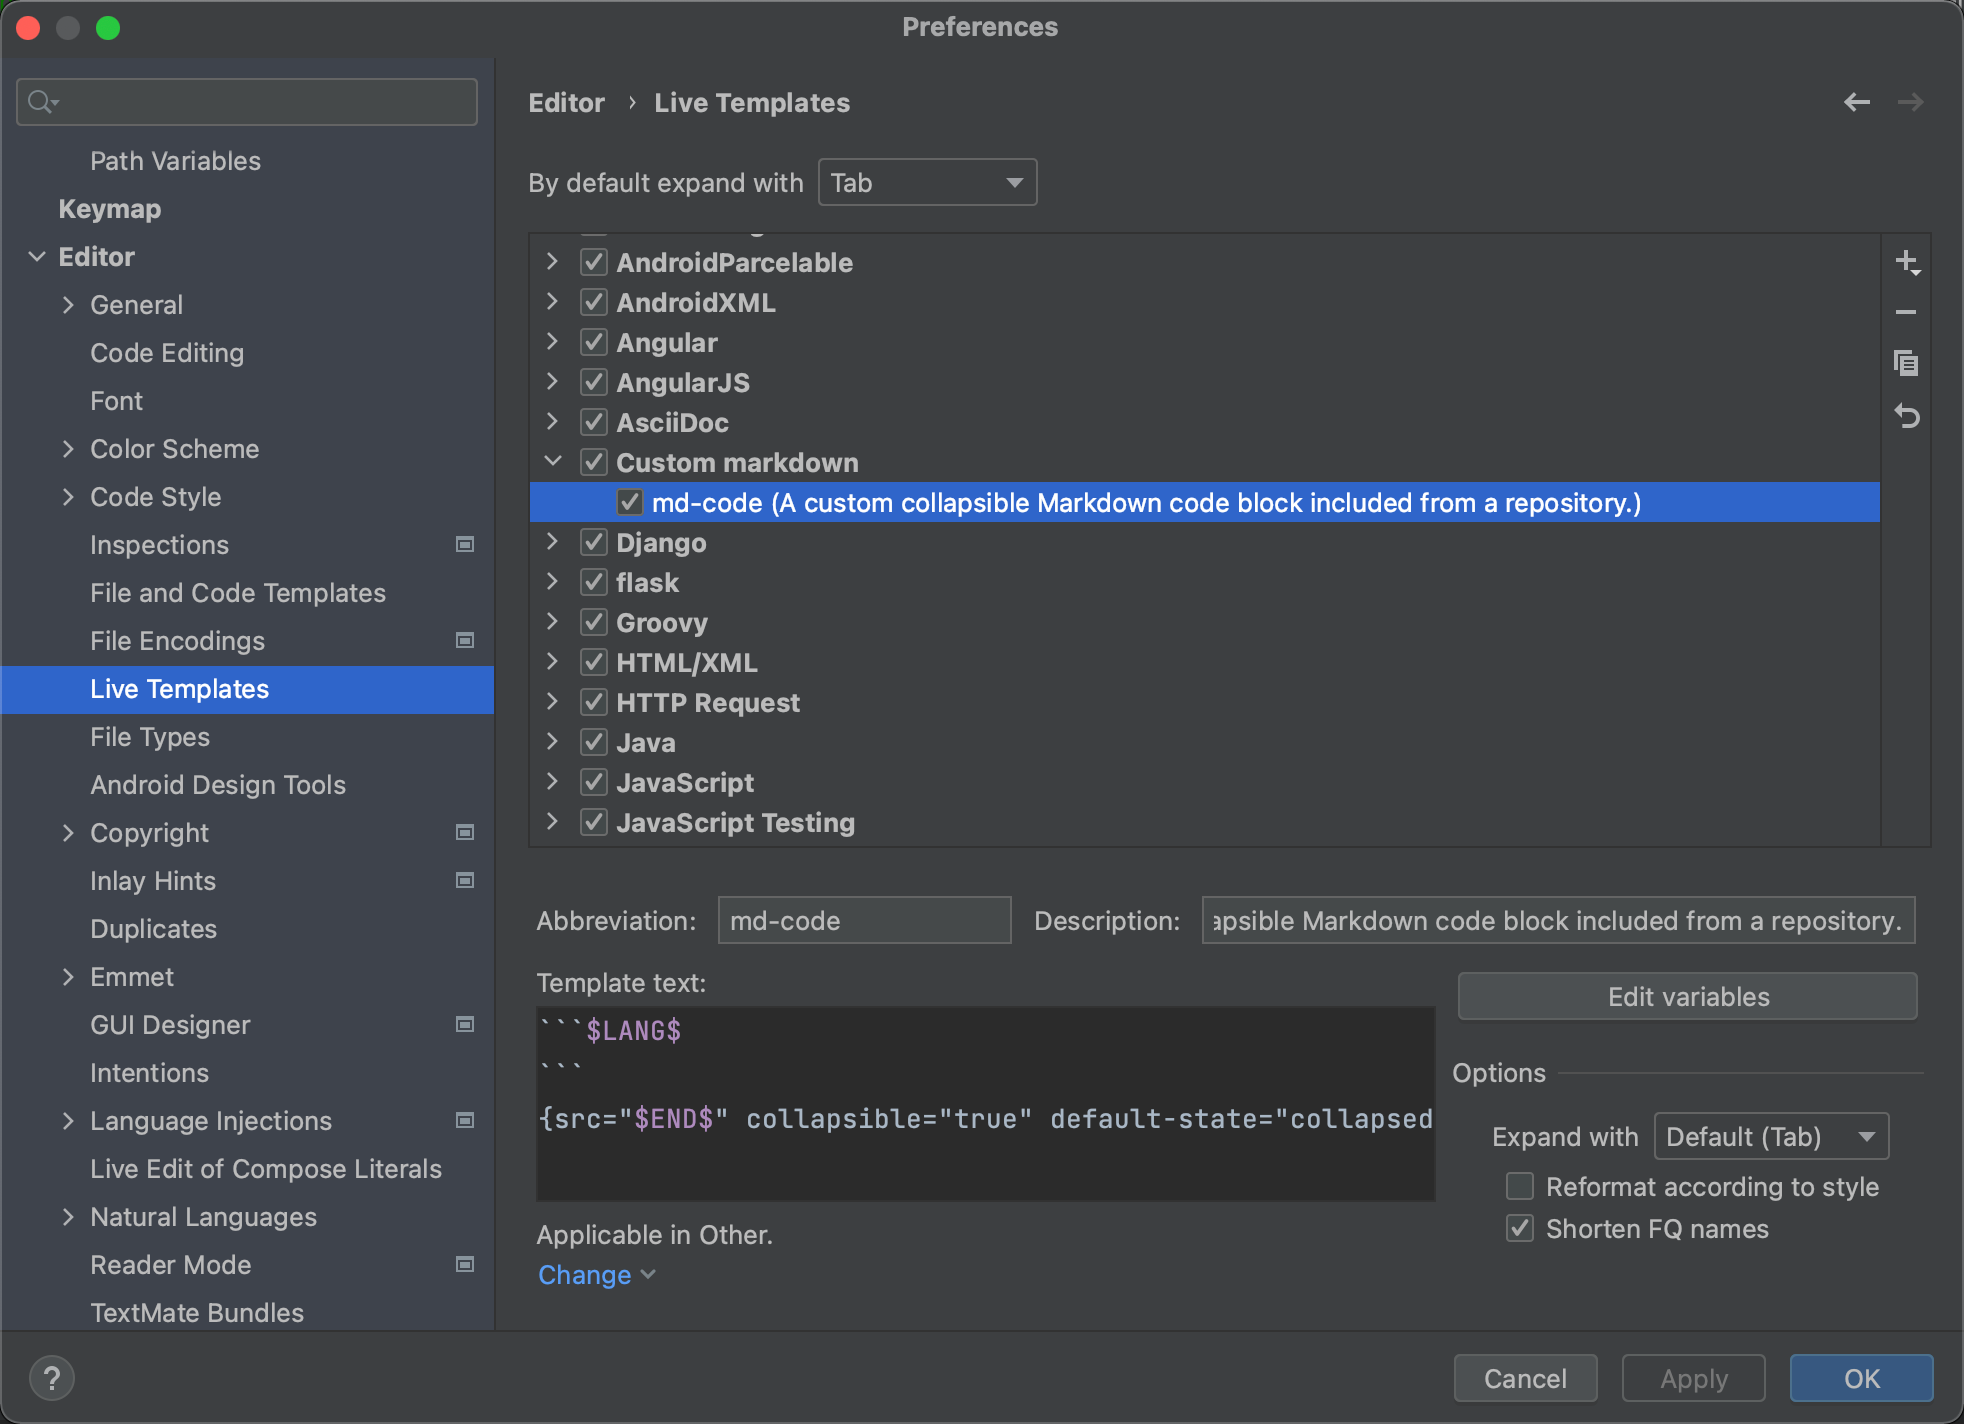 Preferences
Path Variables
Keymap
Editor
General
Code Editing
Font
Color Scheme
Code Style
Inspections
File and Code Templates
File Encodings
Live Templates
File Types
Android Design Tools
Copyright
Inlay Hints
Duplicates
Emmet
GUI Designer
Intentions
Language Injections
Live Edit of Compose Literals
Natural Languages
Reader Mode
TextMate Bundles
Editor › Live Templates
By default expand with Tab
AndroidParcelable
AndroidXML
Angular
AngularJS
AsciiDoc
Custom markdown
md-code (A custom collapsible Markdown code block included from a repository.)
Django
flask
Groovy
HTML/XML
HTTP Request
Java
JavaScript
JavaScript Testing
Abbreviation: md-code Description: apsible Markdown code block included from a repository.
Template text:
```$LANG$
```
{src="$END$" collapsible="true" default-state="collapsed
Applicable in Other.
Change
Edit variables
Options
Expand with Default (Tab)
Reformat according to style
Shorten FQ names
?
Cancel
Apply
OK